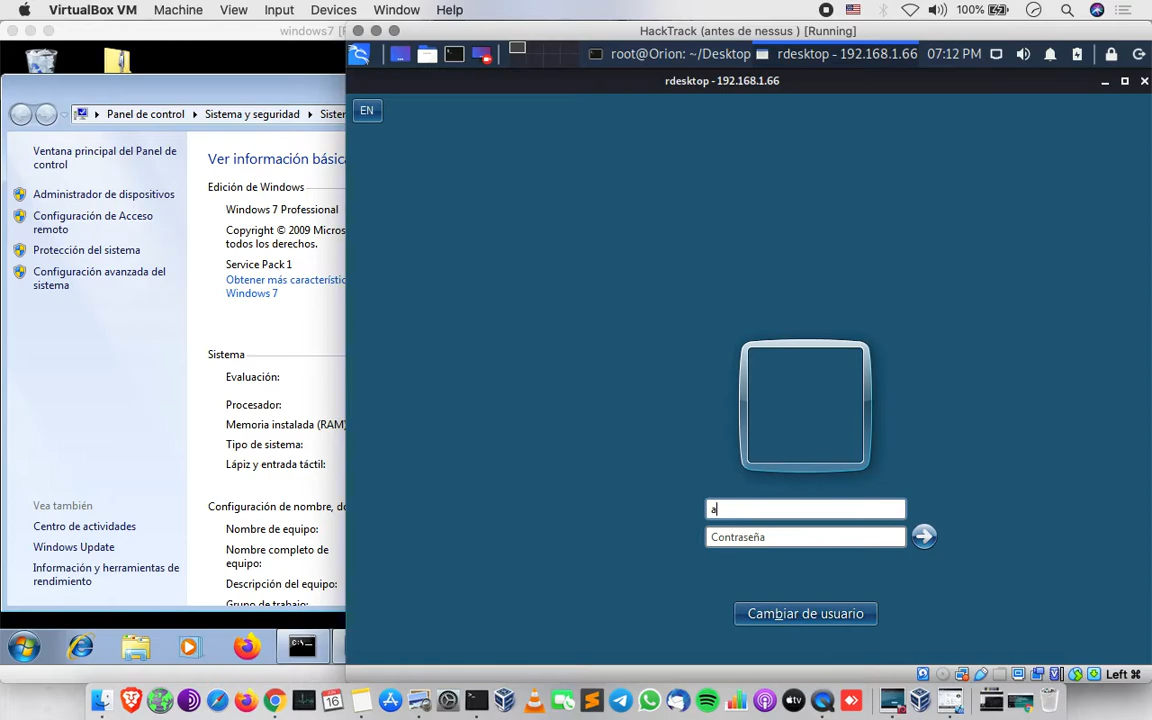 VirtualBox VM Machine View Input Devices Window Help 100%
windows7 [
HackTrack (antes de nessus ) [Running]
root@Orion: ~/Desktop rdesktop - 192.168.1.66 07:12 PM
rdesktop - 192.168.1.66
EN
Panel de control Sistema y seguridad Sister
Ventana principal del Panel de
control
Administrador de dispositivos
Configuración de Acceso
remoto
Protección del sistema
Configuración avanzada del
sistema
Vea también
Centro de actividades
Windows Update
Información y herramientas de
rendimiento
Ver información básica
Edición de Windows
Windows 7 Professional
Copyright © 2009 Micros
todos los derechos.
Service Pack 1
Obtener más característic
Windows 7
Sistema
Evaluación:
Procesador:
Memoria instalada (RAM)
Tipo de sistema:
Lápiz y entrada táctil:
Configuración de nombre, do
Nombre de equipo:
Nombre completo de
equipo:
Descripción del equipo:
Grupo de trabajo:
a
Contraseña
Cambiar de usuario
Left ⌘